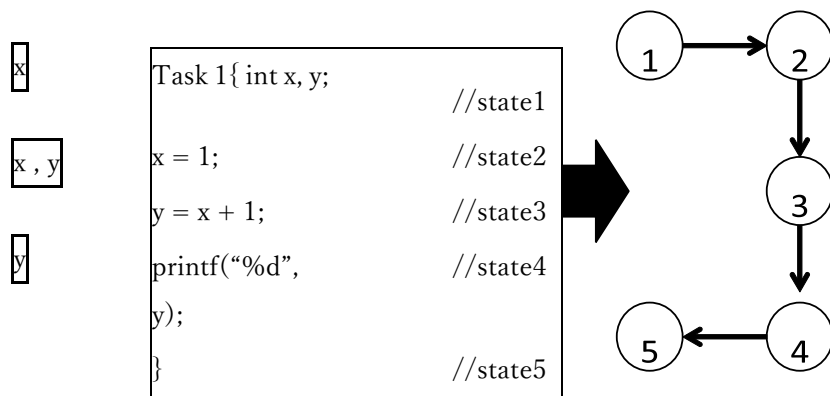 x
x , y
y
Task 1{ int x, y;
//state1
x = 1; //state2
y = x + 1; //state3
printf(“%d”, //state4
y);
} //state5
1 2
3
5 4